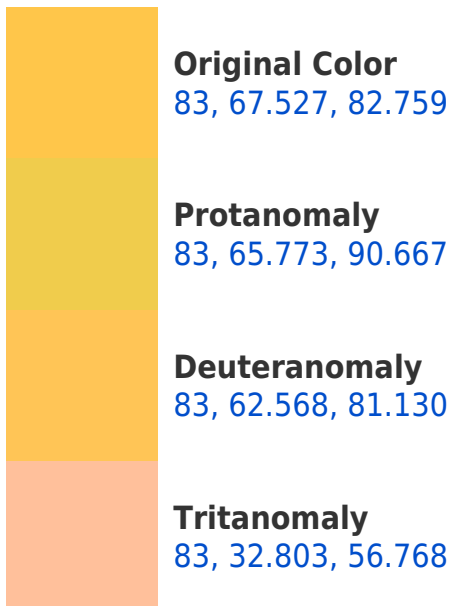 Original Color
83, 67.527, 82.759
Protanomaly
83, 65.773, 90.667
Deuteranomaly
83, 62.568, 81.130
Tritanomaly
83, 32.803, 56.768